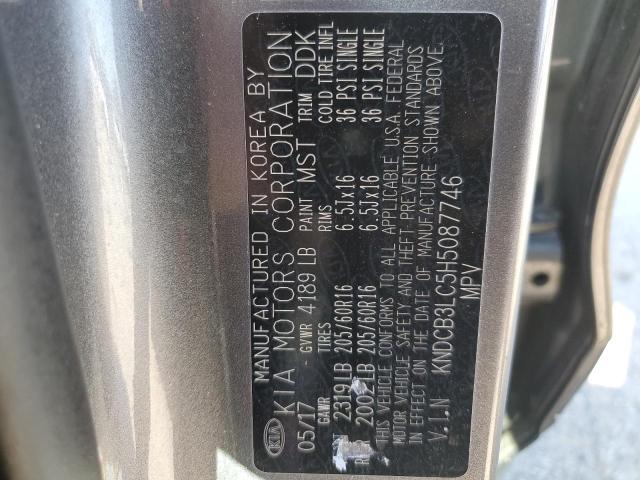 MANUFACTURED IN KOREA BY
KIA KIA MOTORS CORPORATION
05/17 - GVWR 4189 LB PAINT MST TRIM DDK
GAWR TIRES RIMS COLD TIRE INFL
2319 LB 205/60R16 6.5Jx16 36 PSI SINGLE
2002 LB 205/60R16 6.5Jx16 36 PSI SINGLE
THIS VEHICLE CONFORMS TO ALL APPLICABLE U.S.A. FEDERAL
MOTOR VEHICLE SAFETY AND THEFT PREVENTION STANDARDS
IN EFFECT ON THE DATE OF MANUFACTURE SHOWN ABOVE.
V.I.N KNDCB3LC5H5087746
MPV